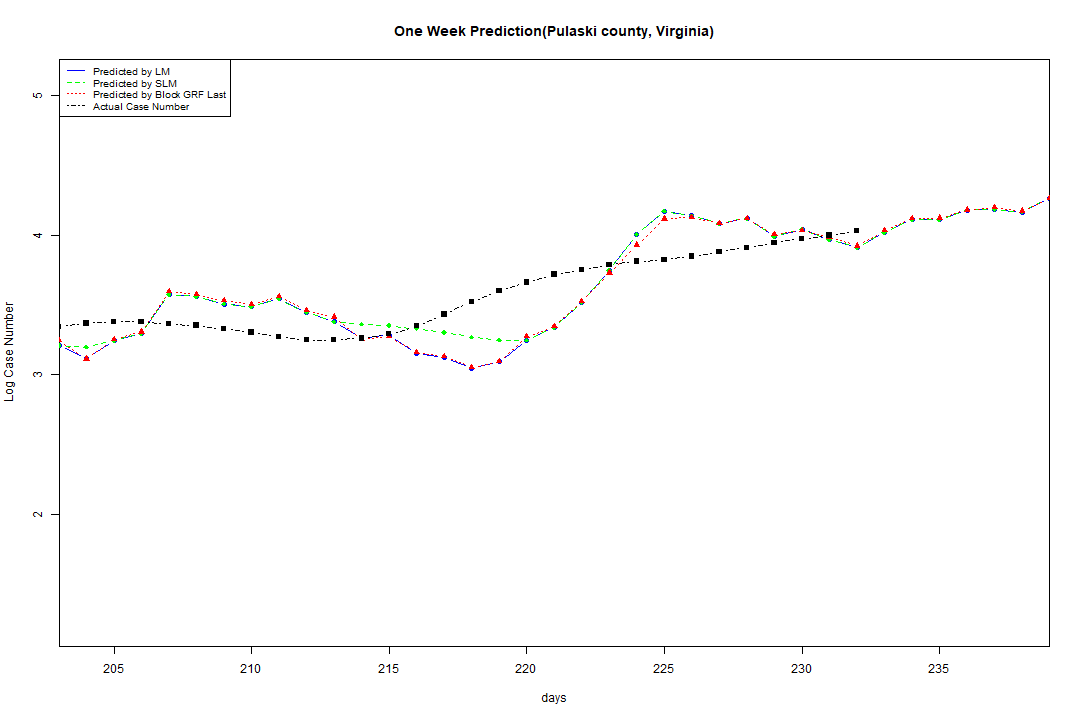 One Week Prediction(Pulaski county, Virginia)
Predicted by LM
Predicted by SLM
Predicted by Block GRF Last
Actual Case Number
5
4
3
2
Log Case Number
205 210 215 220 225 230 235
days